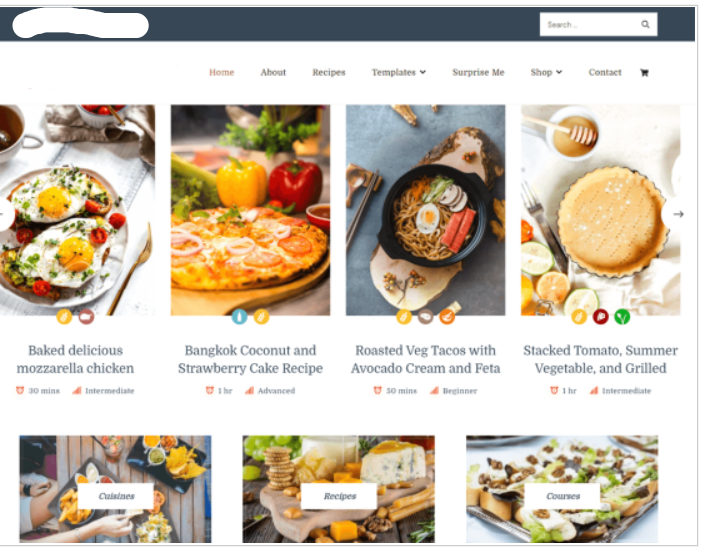 Search ...
Home About Recipes Templates Surprise Me Shop Contact
Baked delicious
mozzarella chicken
30 mins Intermediate
Bangkok Coconut and
Strawberry Cake Recipe
1 hr Advanced
Roasted Veg Tacos with
Avocado Cream and Feta
50 mins Beginner
Stacked Tomato, Summer
Vegetable, and Grilled
1 hr Intermediate
Cuisines
Recipes
Courses